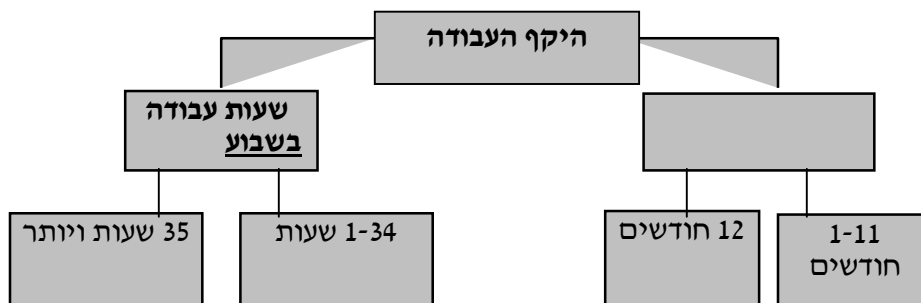 היקף העבודה
שעות עבודה
בשבוע
1-11
חודשים
12 חודשים
1-34 שעות
35 שעות ויותר